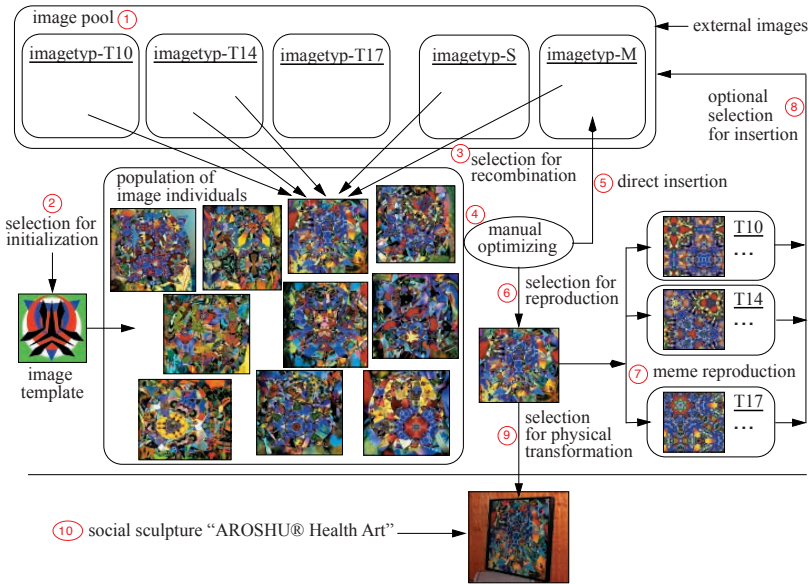 image pool 1
external images
imagetyp-T10
imagetyp-T14
imagetyp-T17
imagetyp-S
imagetyp-M
8
optional
selection
for insertion
3
selection for
recombination
5 direct insertion
population of
image individuals
2
selection for
initialization
4
manual
optimizing
6
selection for
reproduction
T10
...
T14
...
7 meme reproduction
T17
...
image
template
9
selection
for physical
transformation
10 social sculpture “AROSHU® Health Art”